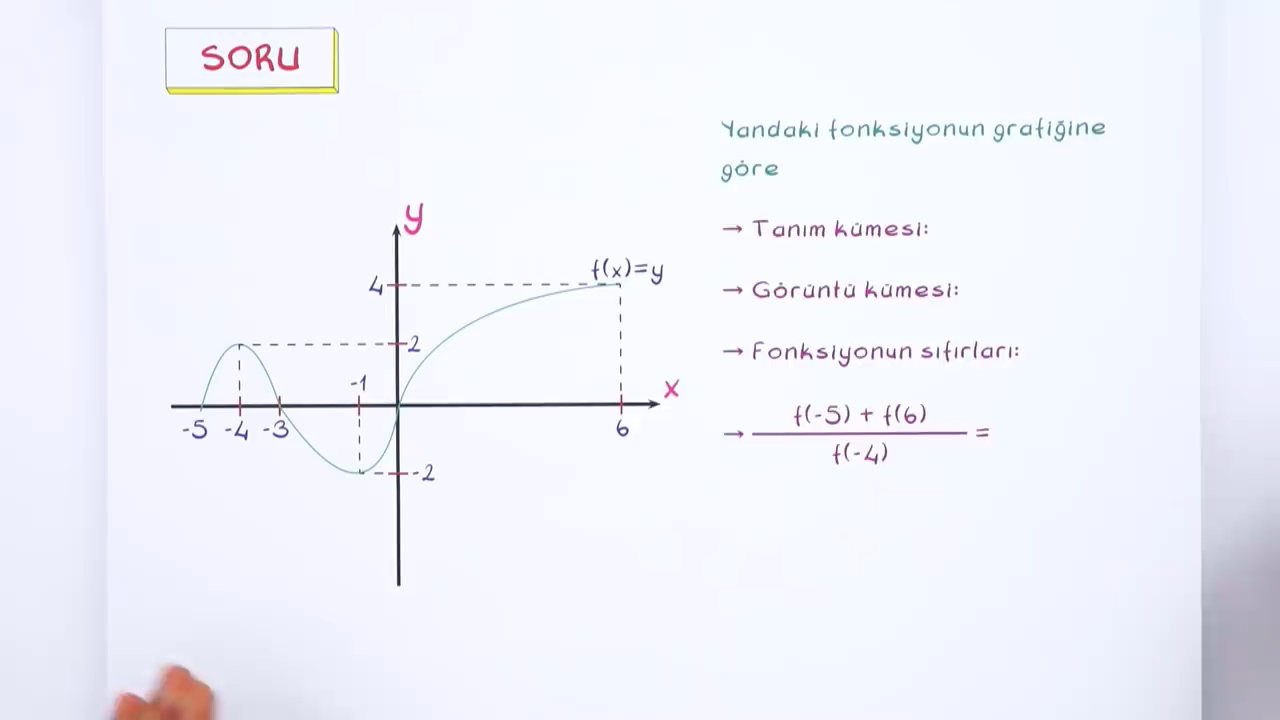 SORU
Yandaki fonksiyonun grafiğine
göre
→ Tanım kümesi:
→ Görüntü kümesi:
→ Fonksiyonun sıfırları:
→ f(-5) + f(6)
f(-4)
=
y
4
f(x)=y
2
-1
x
-5 -4 -3
6
-2